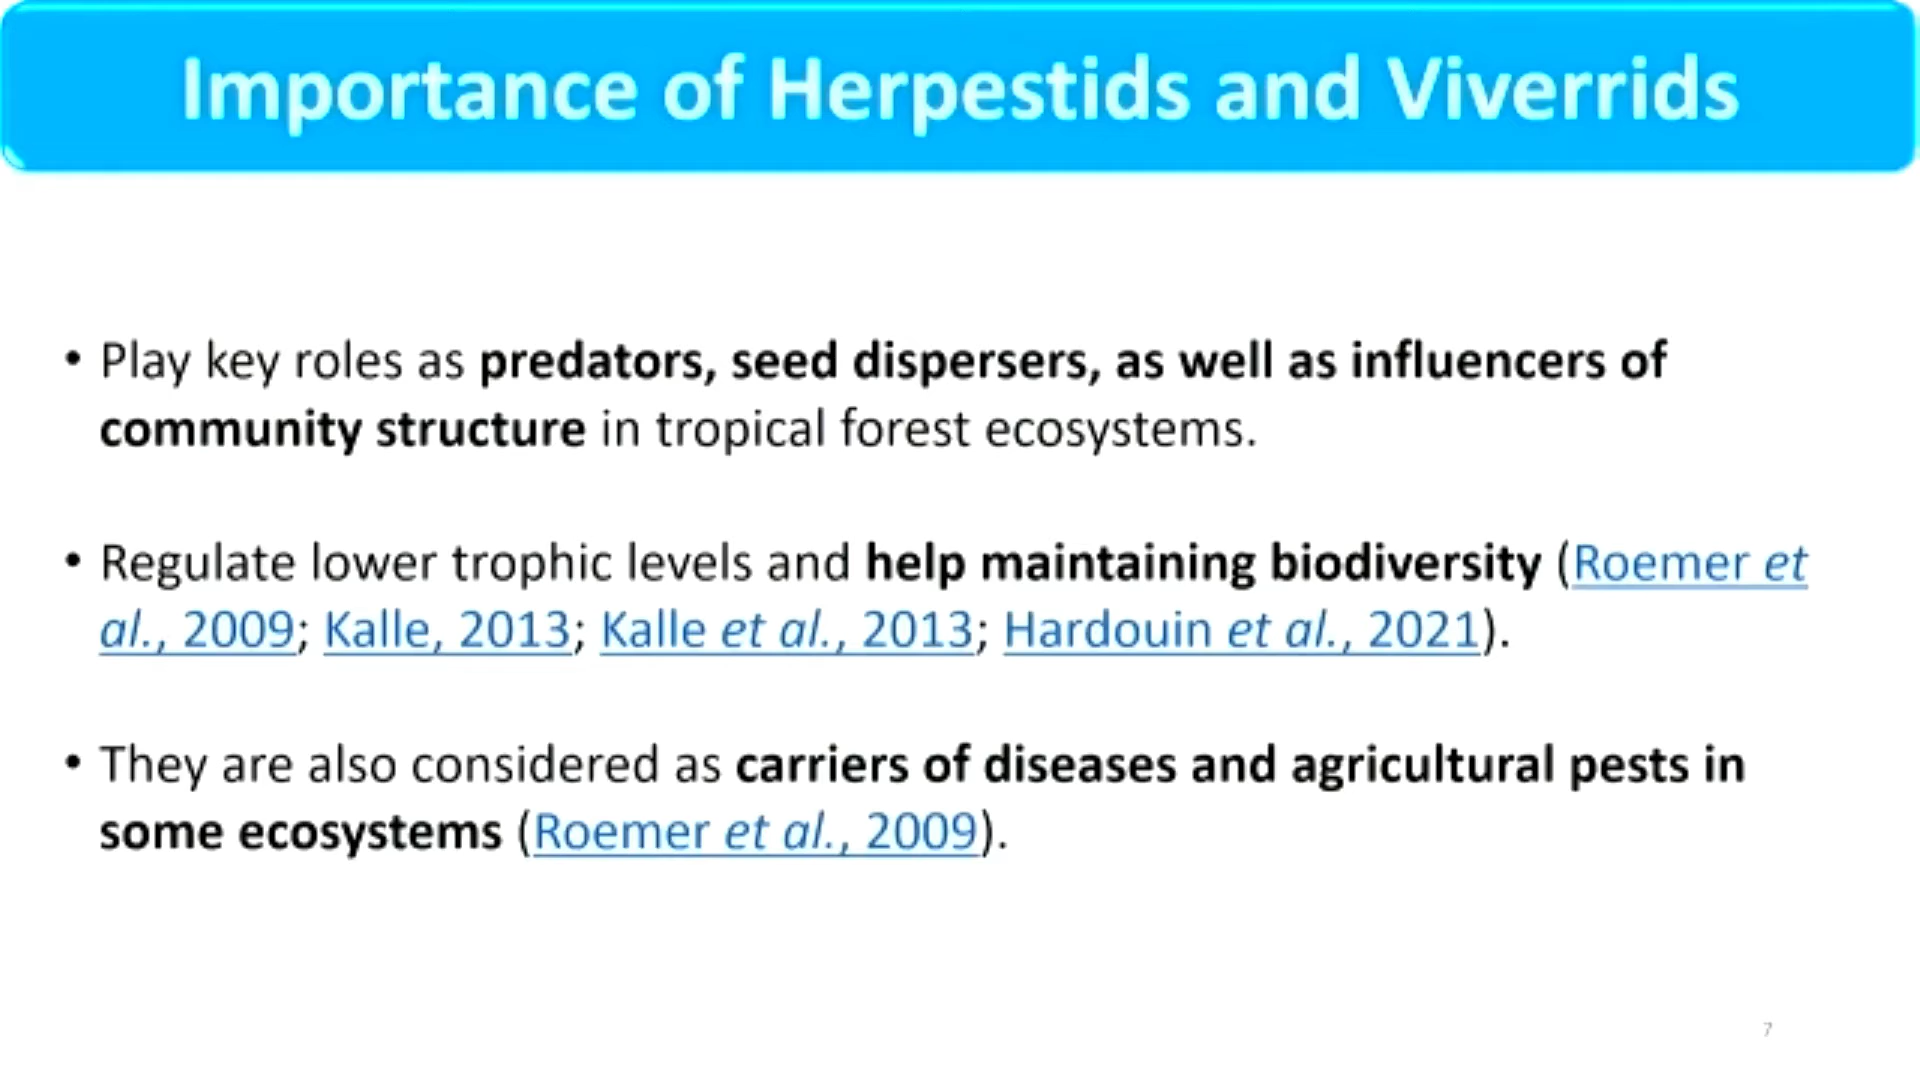 Importance of Herpestids and Viverrids
• Play key roles as predators, seed dispersers, as well as influencers of
community structure in tropical forest ecosystems.
• Regulate lower trophic levels and help maintaining biodiversity (Roemer et
al., 2009; Kalle, 2013; Kalle et al., 2013; Hardouin et al., 2021).
• They are also considered as carriers of diseases and agricultural pests in
some ecosystems (Roemer et al., 2009).
7